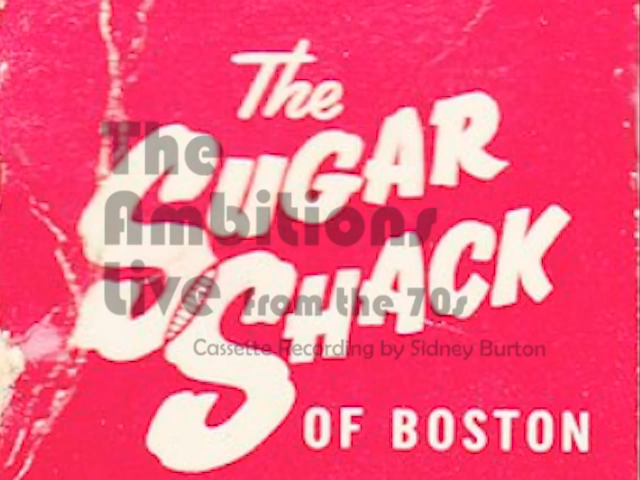 The
SUGAR
SHACK
OF BOSTON
The
Ambitions
Live from the 70s
Cassette Recording by Sidney Burton